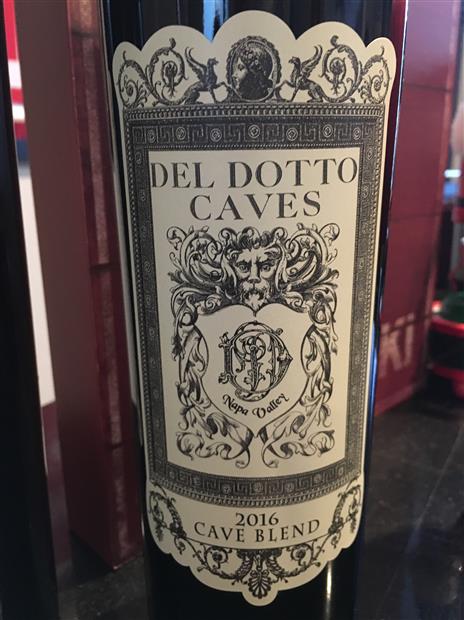 DEL DOTTO
CAVES
Napa Valley
2016
CAVE BLEND